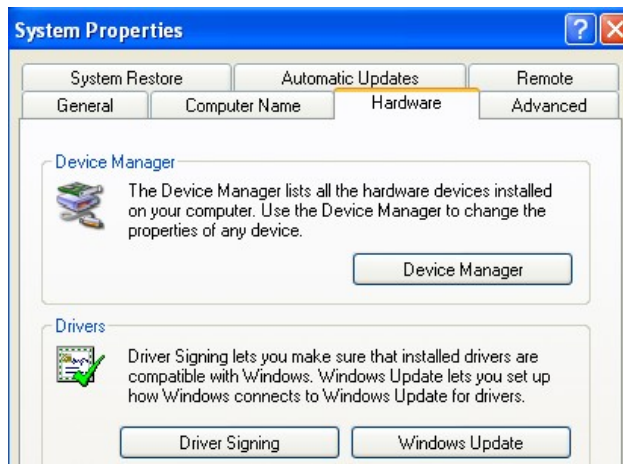 System Properties
System Restore
Automatic Updates
Remote
General
Computer Name
Hardware
Advanced
Device Manager
The Device Manager lists all the hardware devices installed
on your computer. Use the Device Manager to change the
properties of any device.
Device Manager
Drivers
Driver Signing lets you make sure that installed drivers are
compatible with Windows. Windows Update lets you set up
how Windows connects to Windows Update for drivers.
Driver Signing
Windows Update